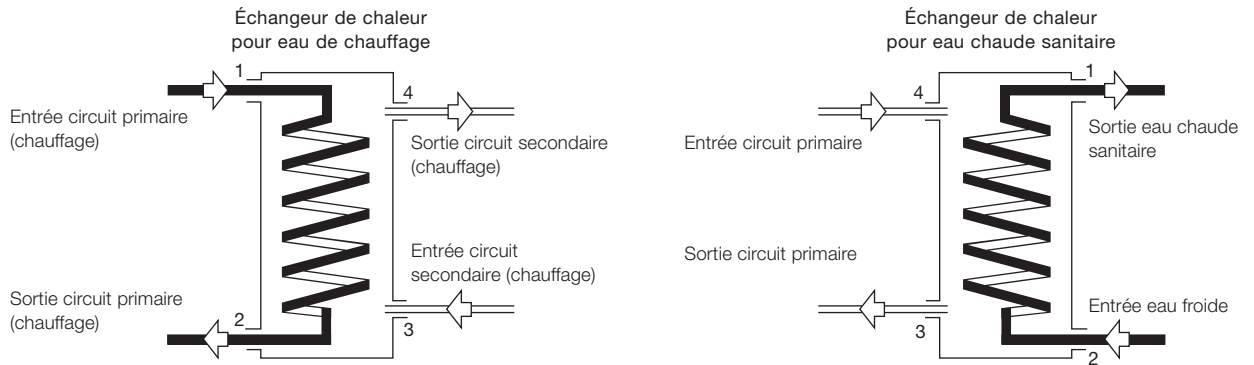 Échangeur de chaleur
pour eau de chauffage
1
4
Entrée circuit primaire
(chauffage)
Sortie circuit secondaire
(chauffage)
Entrée circuit
secondaire (chauffage)
Sortie circuit primaire
(chauffage)
2
3
Échangeur de chaleur
pour eau chaude sanitaire
1
4
Entrée circuit primaire
Sortie eau chaude
sanitaire
Sortie circuit primaire
Entrée eau froide
3
2